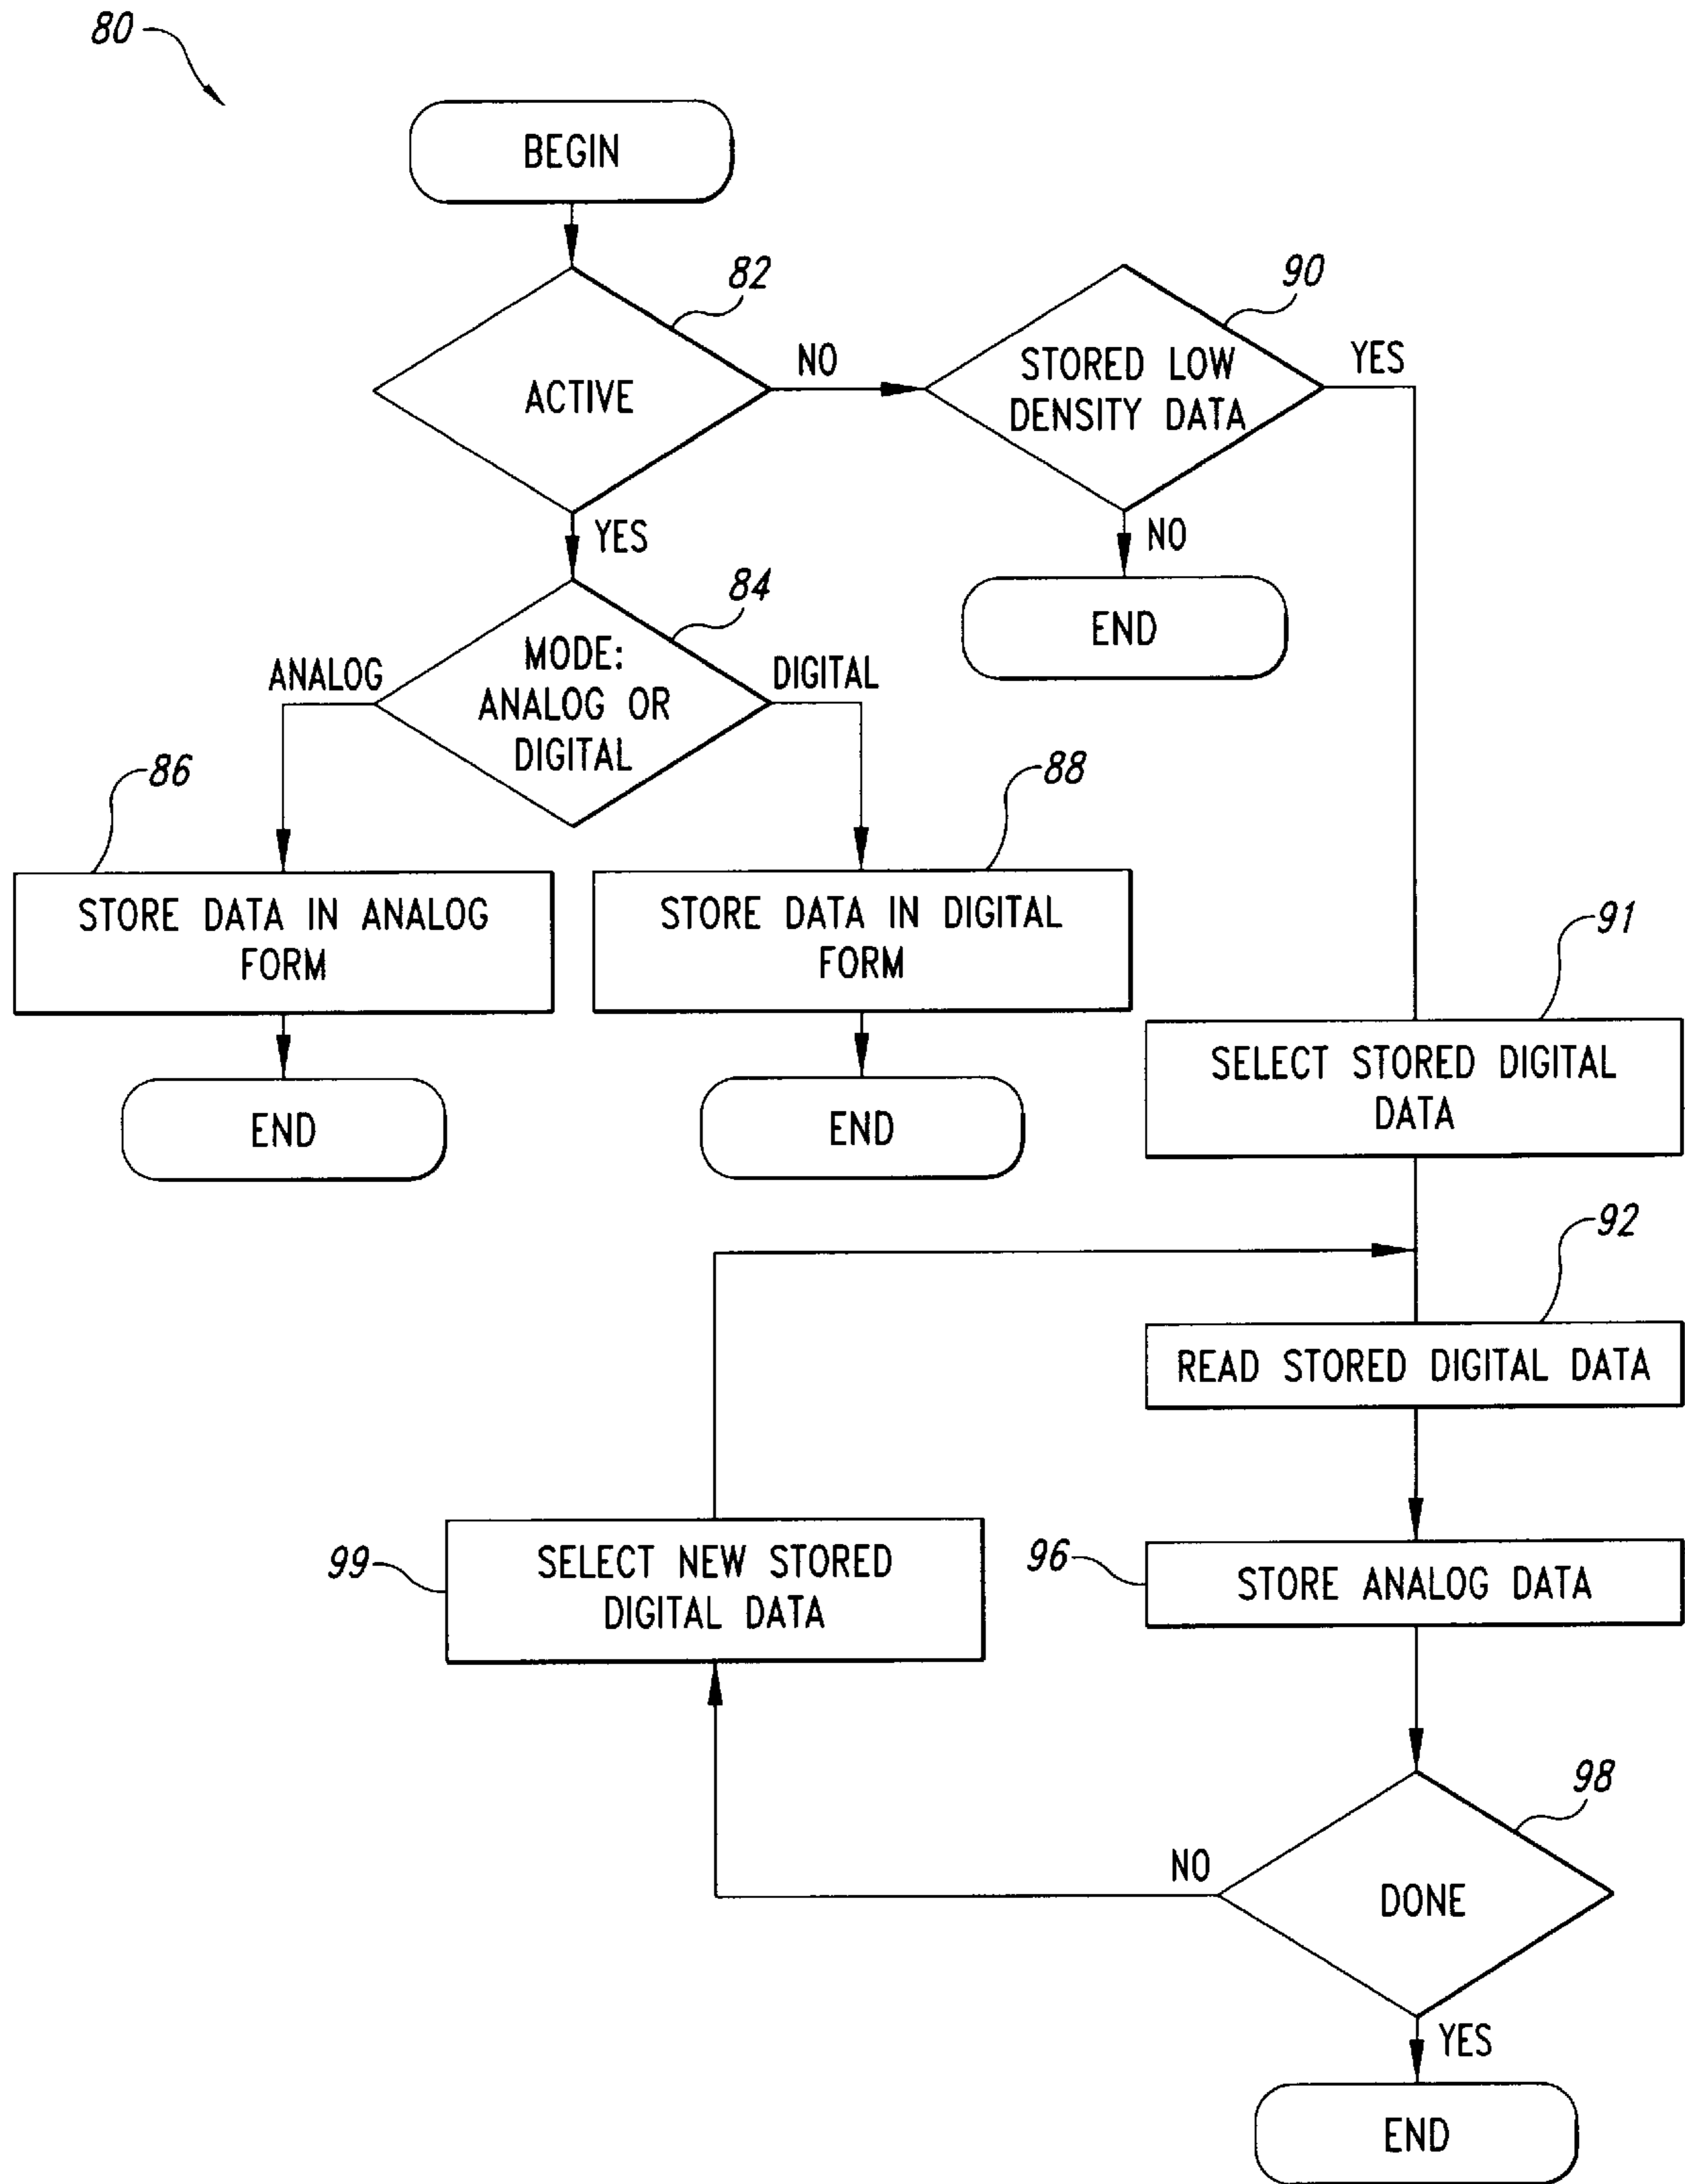 80
BEGIN
82
ACTIVE
NO
90
STORED LOW
DENSITY DATA
YES
YES
NO
END
84
MODE:
ANALOG OR
DIGITAL
ANALOG
DIGITAL
86
STORE DATA IN ANALOG
FORM
88
STORE DATA IN DIGITAL
FORM
END
END
91
SELECT STORED DIGITAL
DATA
92
READ STORED DIGITAL DATA
99
SELECT NEW STORED
DIGITAL DATA
96
STORE ANALOG DATA
98
NO
DONE
YES
END